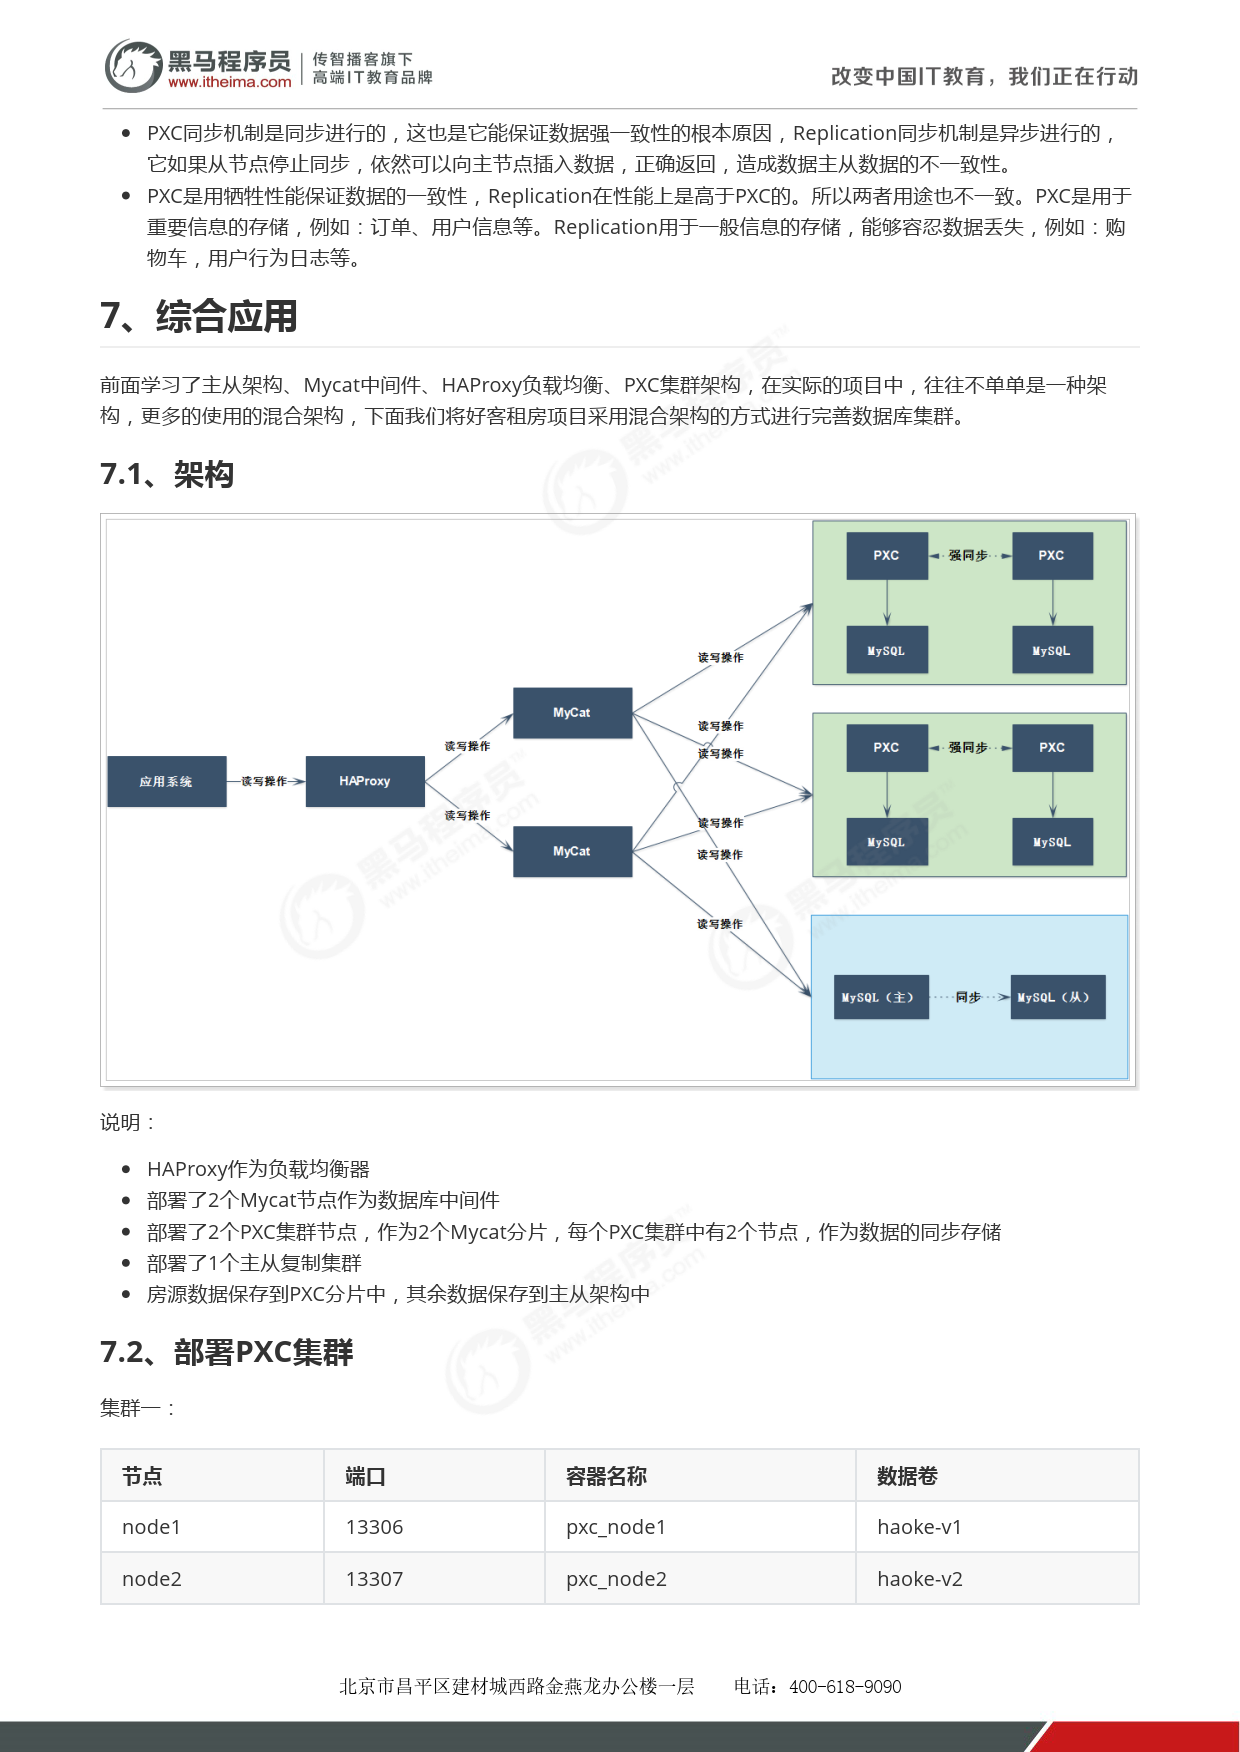 黑马程序员 传智播客旗下
www.itheima.com 高端IT教育品牌
改变中国IT教育，我们正在行动
PXC同步机制是同步进行的，这也是它能保证数据强一致性的根本原因，Replication同步机制是异步进行的，
它如果从节点停止同步，依然可以向主节点插入数据，正确返回，造成数据主从数据的不一致性。
PXC是用牺牲性能保证数据的一致性，Replication在性能上是高于PXC的。所以两者用途也不一致。PXC是用于
重要信息的存储，例如：订单、用户信息等。Replication用于一般信息的存储，能够容忍数据丢失，例如：购
物车，用户行为日志等。
7、综合应用
前面学习了主从架构、Mycat中间件、HAProxy负载均衡、PXC集群架构，在实际的项目中，往往不单单是一种架
构，更多的使用的混合架构，下面我们将好客租房项目采用混合架构的方式进行完善数据库集群。
7.1、架构
PXC 强同步 PXC
MySQL MySQL
读写操作
MyCat
读写操作
读写操作
读写操作
PXC 强同步 PXC
应用系统 读写操作 HAProxy
读写操作
读写操作
MySQL MySQL
MyCat
读写操作
读写操作
MySQL（主） 同步 MySQL（从）
说明：
HAProxy作为负载均衡器
部署了2个Mycat节点作为数据库中间件
部署了2个PXC集群节点，作为2个Mycat分片，每个PXC集群中有2个节点，作为数据的同步存储
部署了1个主从复制集群
房源数据保存到PXC分片中，其余数据保存到主从架构中
7.2、部署PXC集群
集群一：
节点 端口 容器名称 数据卷
node1 13306 pxc_node1 haoke-v1
node2 13307 pxc_node2 haoke-v2
北京市昌平区建材城西路金燕龙办公楼一层 电话：400-618-9090